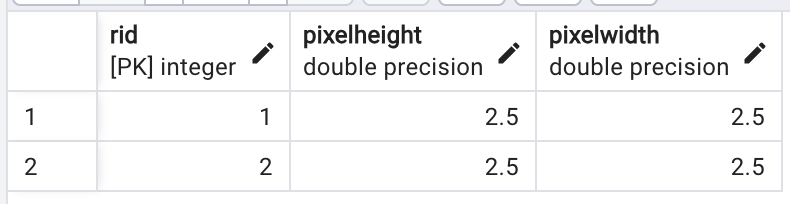 rid pixelheight pixelwidth
[PK] integer double precision double precision
1 1 2.5 2.5
2 2 2.5 2.5